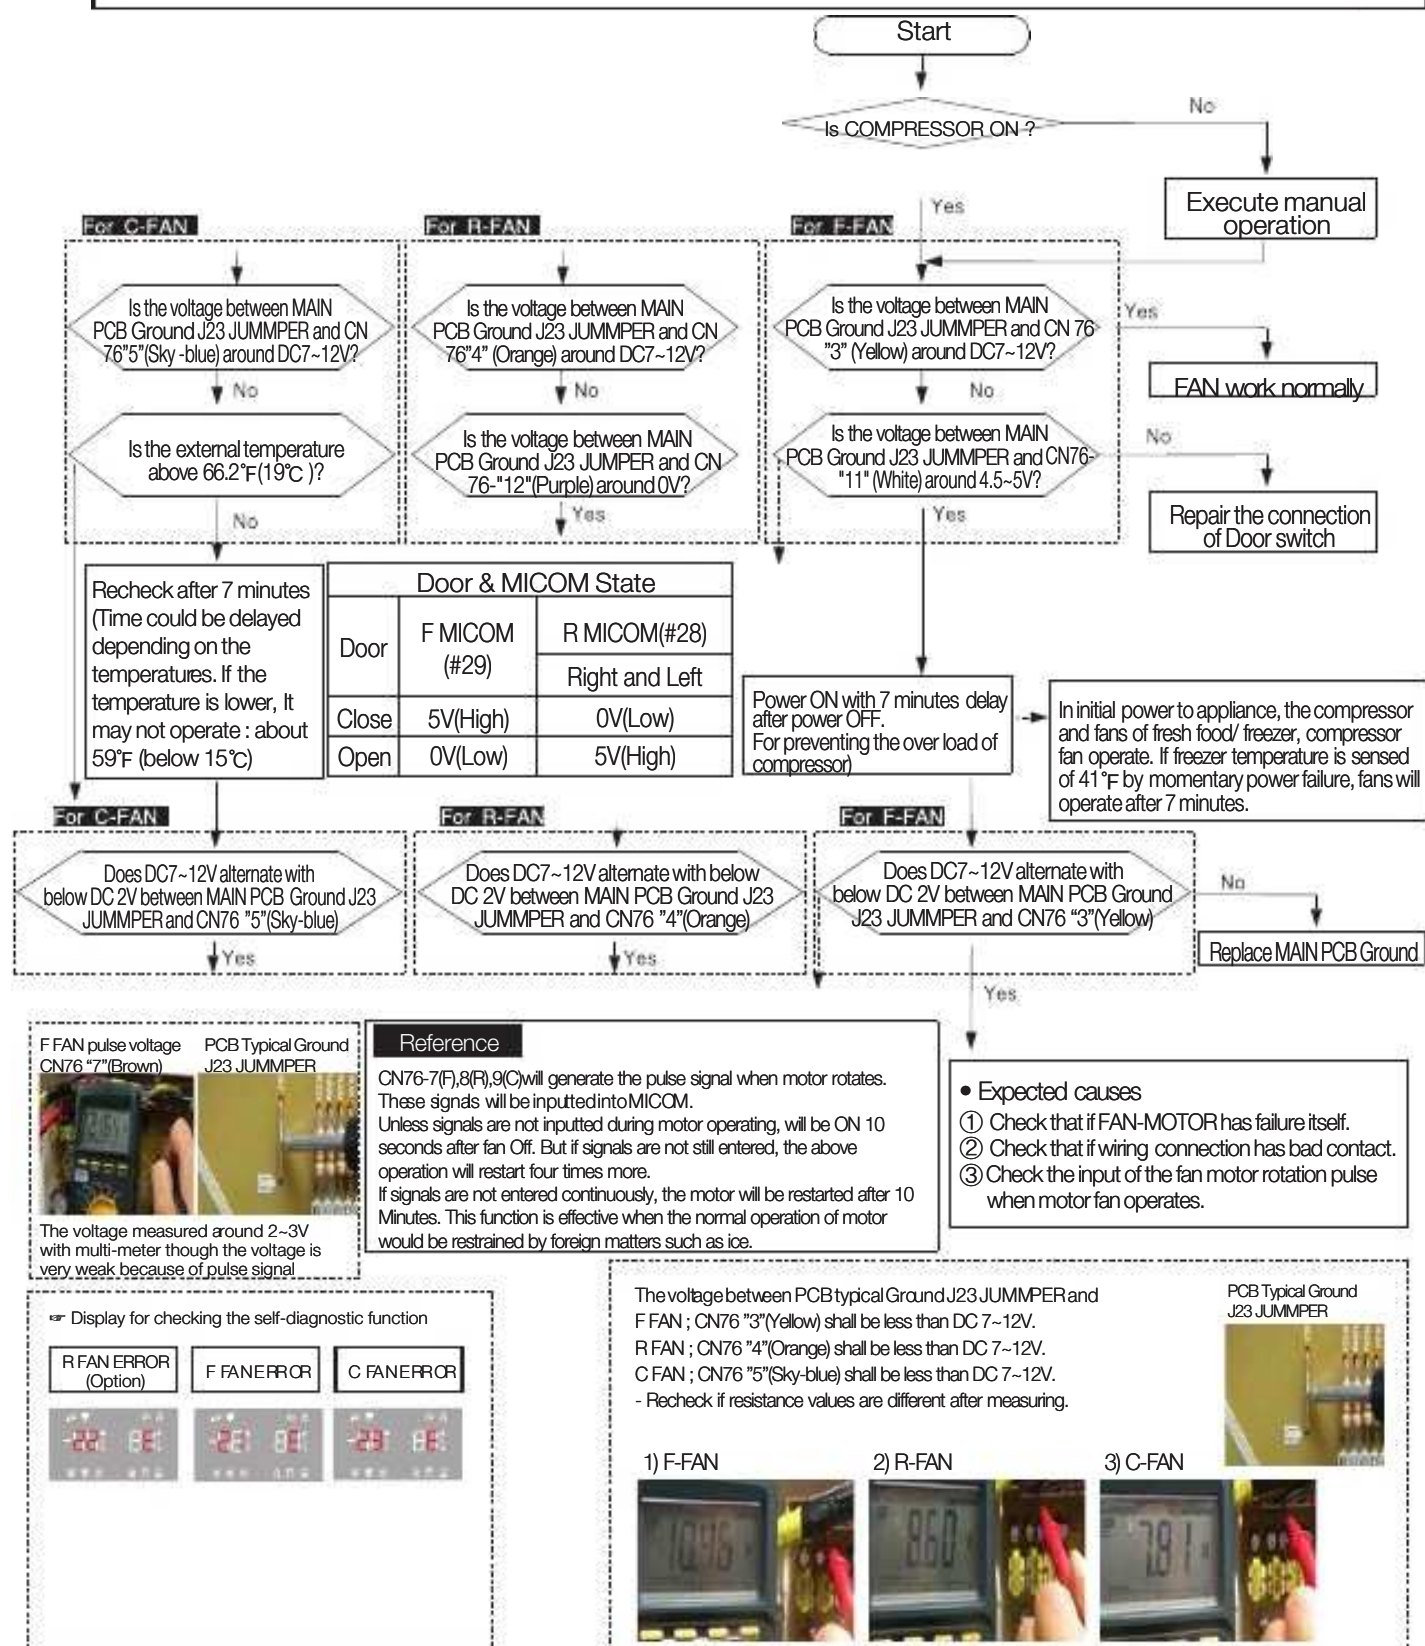 Start
Is COMPRESSOR ON ?
No
Execute manual
operation
Yes
For C-FAN
Is the voltage between MAIN
PCB Ground J23 JUMMPER and CN
76"5"(Sky -blue) around DC7~12V?
No
Is the external temperature
above 66.2°F(19°C )?
No
For R-FAN
Is the voltage between MAIN
PCB Ground J23 JUMMPER and CN
76"4" (Orange) around DC7~12V?
No
Is the voltage between MAIN
PCB Ground J23 JUMPER and CN
76-"12"(Purple) around 0V?
Yes
For F-FAN
Is the voltage between MAIN
PCB Ground J23 JUMMPER and CN 76
"3" (Yellow) around DC7~12V?
Yes
FAN work normally
No
Is the voltage between MAIN
PCB Ground J23 JUMMPER and CN76-
"11" (White) around 4.5~5V?
No
Repair the connection
of Door switch
Yes
Recheck after 7 minutes
(Time could be delayed
depending on the
temperatures. If the
temperature is lower, It
may not operate : about
59°F (below 15°C)
Door & MICOM State
Door
F MICOM
(#29)
R MICOM(#28)
Right and Left
Close 5V(High) 0V(Low)
Open 0V(Low) 5V(High)
Power ON with 7 minutes delay
after power OFF.
For preventing the over load of
compressor)
In initial power to appliance, the compressor
and fans of fresh food/ freezer, compressor
fan operate. If freezer temperature is sensed
of 41°F by momentary power failure, fans will
operate after 7 minutes.
For C-FAN
Does DC7~12V alternate with
below DC 2V between MAIN PCB Ground J23
JUMMPER and CN76 "5"(Sky-blue)
Yes
For R-FAN
Does DC7~12V alternate with below
DC 2V between MAIN PCB Ground J23
JUMMPER and CN76 "4"(Orange)
Yes
For F-FAN
Does DC7~12V alternate with
below DC 2V between MAIN PCB Ground
J23 JUMMPER and CN76 “3”(Yellow)
No
Replace MAIN PCB Ground
Yes
F FAN pulse voltage
CN76 “7”(Brown)
PCB Typical Ground
J23 JUMMPER
The voltage measured around 2~3V
with multi-meter though the voltage is
very weak because of pulse signal
Reference
CN76-7(F),8(R),9(C)will generate the pulse signal when motor rotates.
These signals will be inputted into MICOM.
Unless signals are not inputted during motor operating, will be ON 10
seconds after fan Off. But if signals are not still entered, the above
operation will restart four times more.
If signals are not entered continuously, the motor will be restarted after 10
Minutes. This function is effective when the normal operation of motor
would be restrained by foreign matters such as ice.
• Expected causes
① Check that if FAN-MOTOR has failure itself.
② Check that if wiring connection has bad contact.
③ Check the input of the fan motor rotation pulse
when motor fan operates.
☞ Display for checking the self-diagnostic function
R FAN ERROR
(Option)
F FAN ERROR
C FAN ERROR
The voltage between PCB typical Ground J23 JUMMPER and
F FAN ; CN76 "3"(Yellow) shall be less than DC 7~12V.
R FAN ; CN76 "4"(Orange) shall be less than DC 7~12V.
C FAN ; CN76 "5"(Sky-blue) shall be less than DC 7~12V.
- Recheck if resistance values are different after measuring.
PCB Typical Ground
J23 JUMMPER
1) F-FAN
2) R-FAN
3) C-FAN
10.16
8.60
7.81